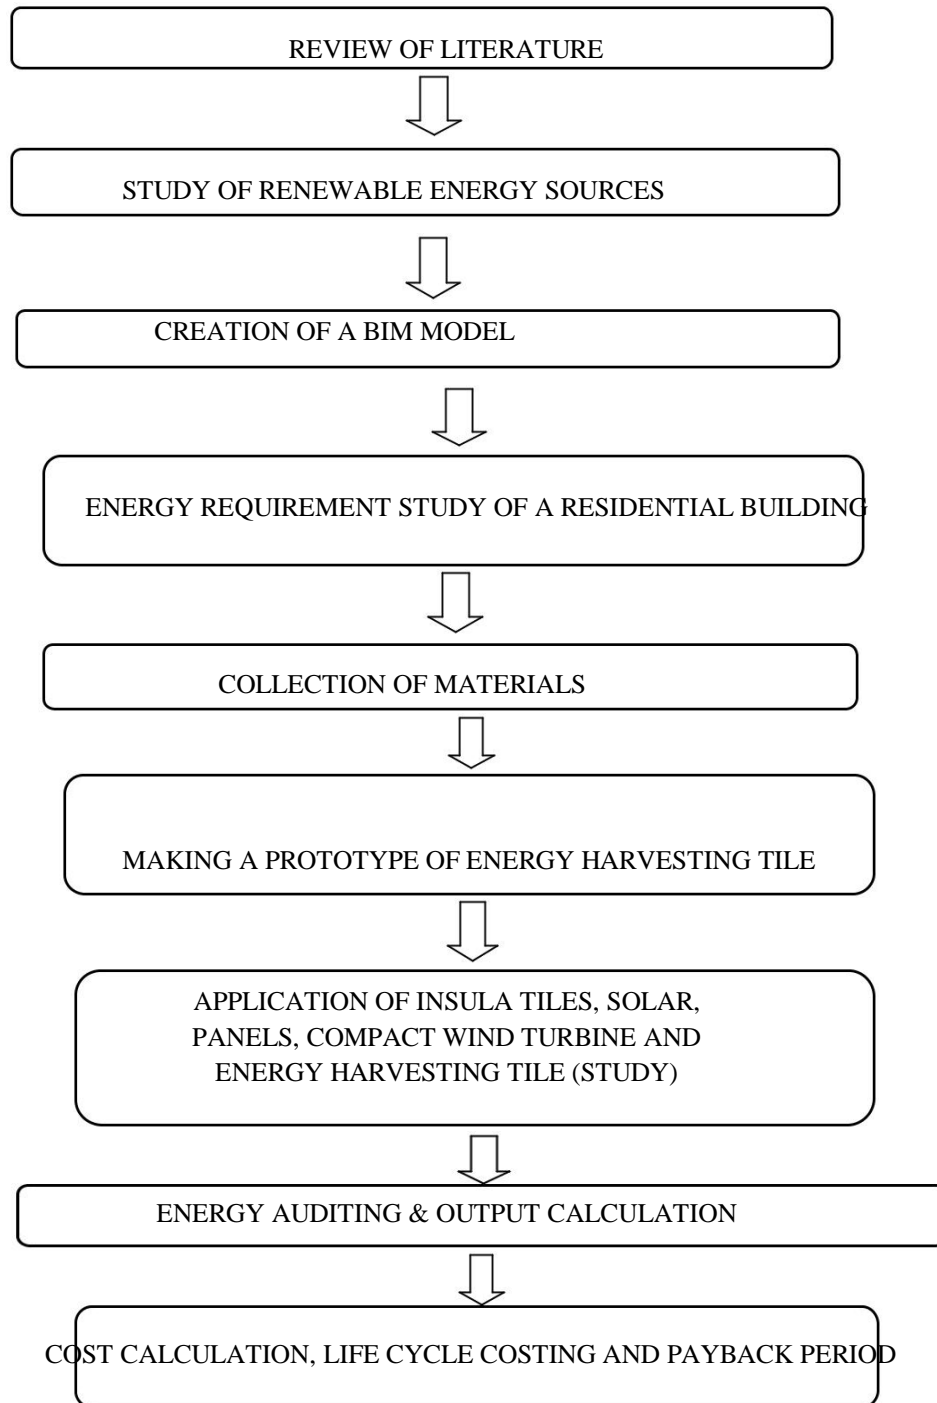 REVIEW OF LITERATURE
STUDY OF RENEWABLE ENERGY SOURCES
CREATION OF A BIM MODEL
ENERGY REQUIREMENT STUDY OF A RESIDENTIAL BUILDING
COLLECTION OF MATERIALS
MAKING A PROTOTYPE OF ENERGY HARVESTING TILE
APPLICATION OF INSULA TILES, SOLAR,
PANELS, COMPACT WIND TURBINE AND
ENERGY HARVESTING TILE (STUDY)
ENERGY AUDITING & OUTPUT CALCULATION
COST CALCULATION, LIFE CYCLE COSTING AND PAYBACK PERIOD